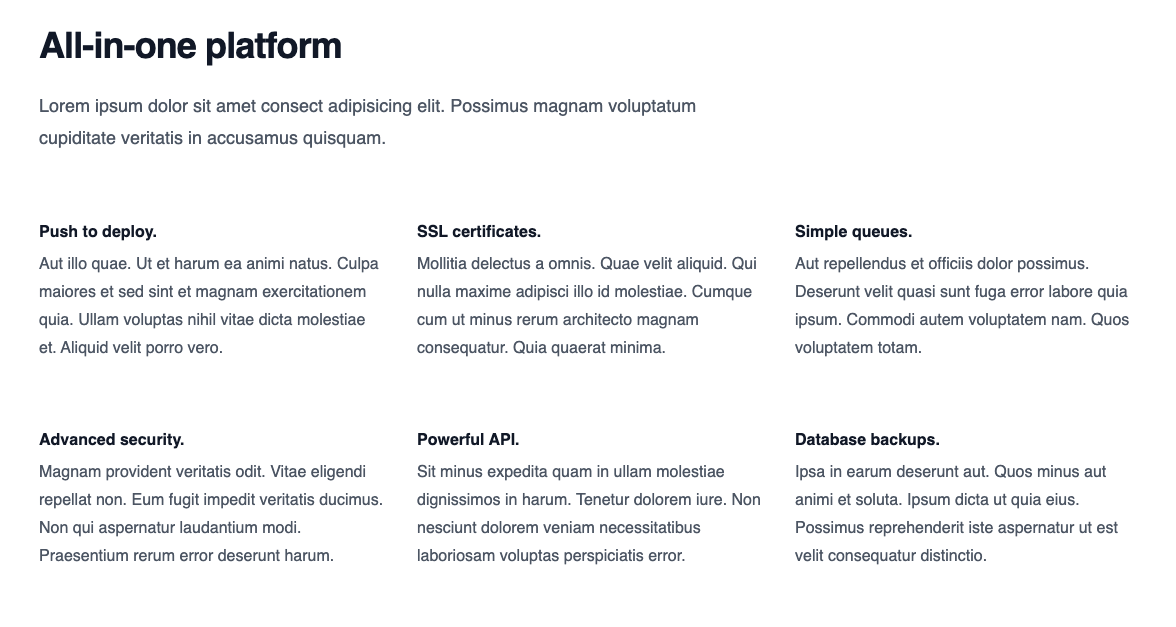 All-in-one platform
Lorem ipsum dolor sit amet consect adipisicing elit. Possimus magnam voluptatum
cupiditate veritatis in accusamus quisquam.
Push to deploy.
Aut illo quae. Ut et harum ea animi natus. Culpa
maiores et sed sint et magnam exercitationem
quia. Ullam voluptas nihil vitae dicta molestiae
et. Aliquid velit porro vero.
SSL certificates.
Mollitia delectus a omnis. Quae velit aliquid. Qui
nulla maxime adipisci illo id molestiae. Cumque
cum ut minus rerum architecto magnam
consequatur. Quia quaerat minima.
Simple queues.
Aut repellendus et officiis dolor possimus.
Deserunt velit quasi sunt fuga error labore quia
ipsum. Commodi autem voluptatem nam. Quos
voluptatem totam.
Advanced security.
Magnam provident veritatis odit. Vitae eligendi
repellat non. Eum fugit impedit veritatis ducimus.
Non qui aspernatur laudantium modi.
Praesentium rerum error deserunt harum.
Powerful API.
Sit minus expedita quam in ullam molestiae
dignissimos in harum. Tenetur dolorem iure. Non
nesciunt dolorem veniam necessitatibus
laboriosam voluptas perspiciatis error.
Database backups.
Ipsa in earum deserunt aut. Quos minus aut
animi et soluta. Ipsum dicta ut quia eius.
Possimus reprehenderit iste aspernatur ut est
velit consequatur distinctio.